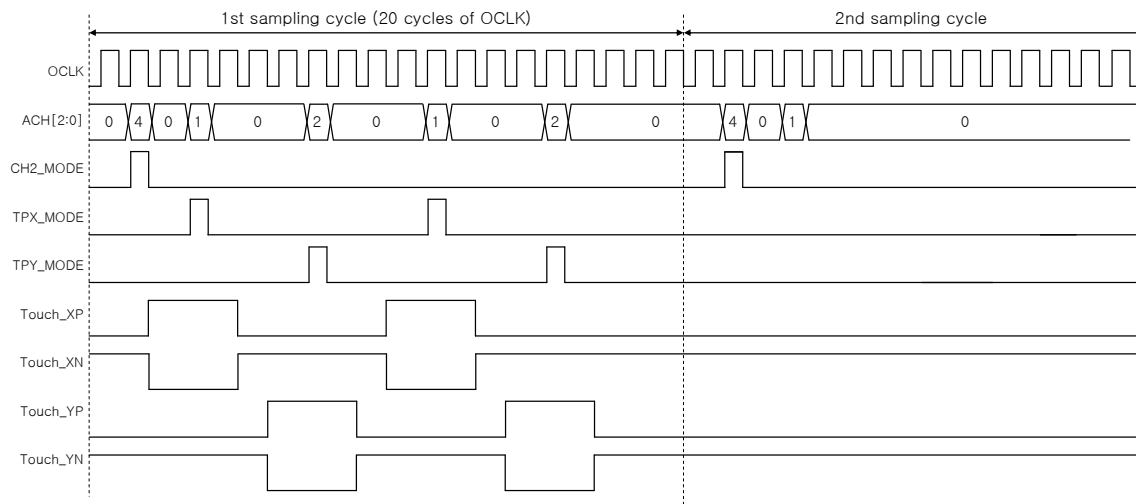 1st sampling cycle (20 cycles of OCLK) 2nd sampling cycle
OCLK
ACH[2:0] 0 4 0 1 0 2 0 1 0 2 0 4 0 1 0
CH2_MODE
TPX_MODE
TPY_MODE
Touch_XP
Touch_XN
Touch_YP
Touch_YN